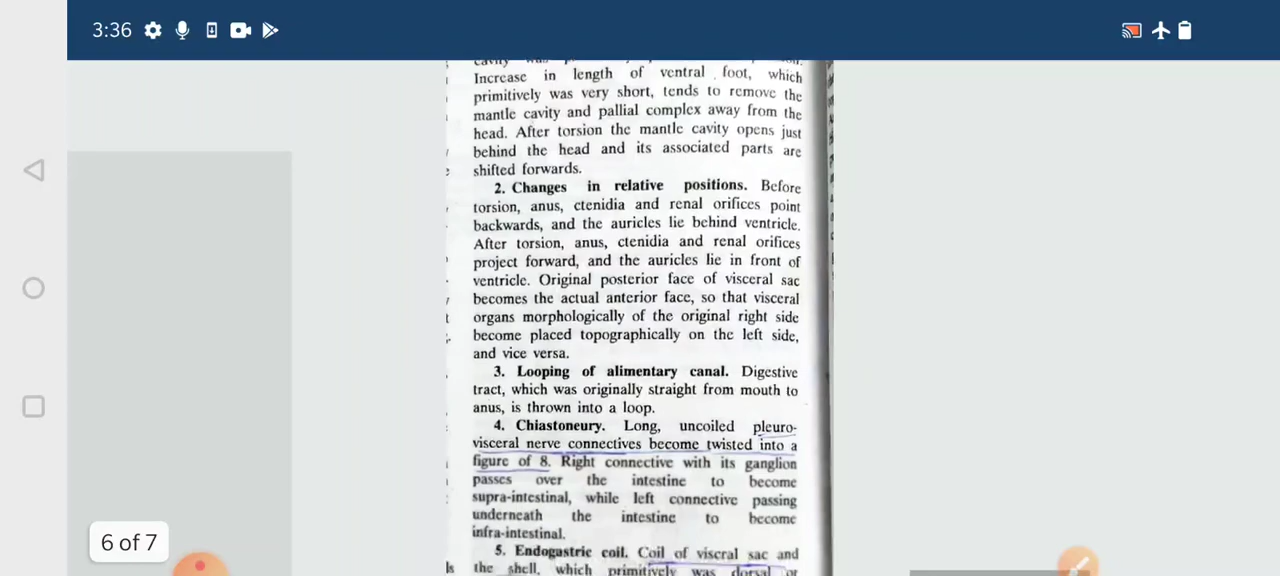 3:36
cavity
Increase in length of ventral foot, which
primitively was very short, tends to remove the
mantle cavity and pallial complex away from the
head. After torsion the mantle cavity opens just
behind the head and its associated parts are
shifted forwards.
2. Changes in relative positions. Before
torsion, anus, ctenidia and renal orifices point
backwards, and the auricles lie behind ventricle.
After torsion, anus, ctenidia and renal orifices
project forward, and the auricles lie in front of
ventricle. Original posterior face of visceral sac
becomes the actual anterior face, so that visceral
organs morphologically of the original right side
become placed topographically on the left side,
and vice versa.
3. Looping of alimentary canal. Digestive
tract, which was originally straight from mouth to
anus, is thrown into a loop.
4. Chiastoneury. Long, uncoiled pleuro-
visceral nerve connectives become twisted into a
figure of 8. Right connective with its ganglion
passes over the intestine to become
supra-intestinal, while left connective passing
underneath the intestine to become
infra-intestinal.
5. Endogastric coil. Coil of visceral sac and
the shell, which primitively was dorsal or
6 of 7